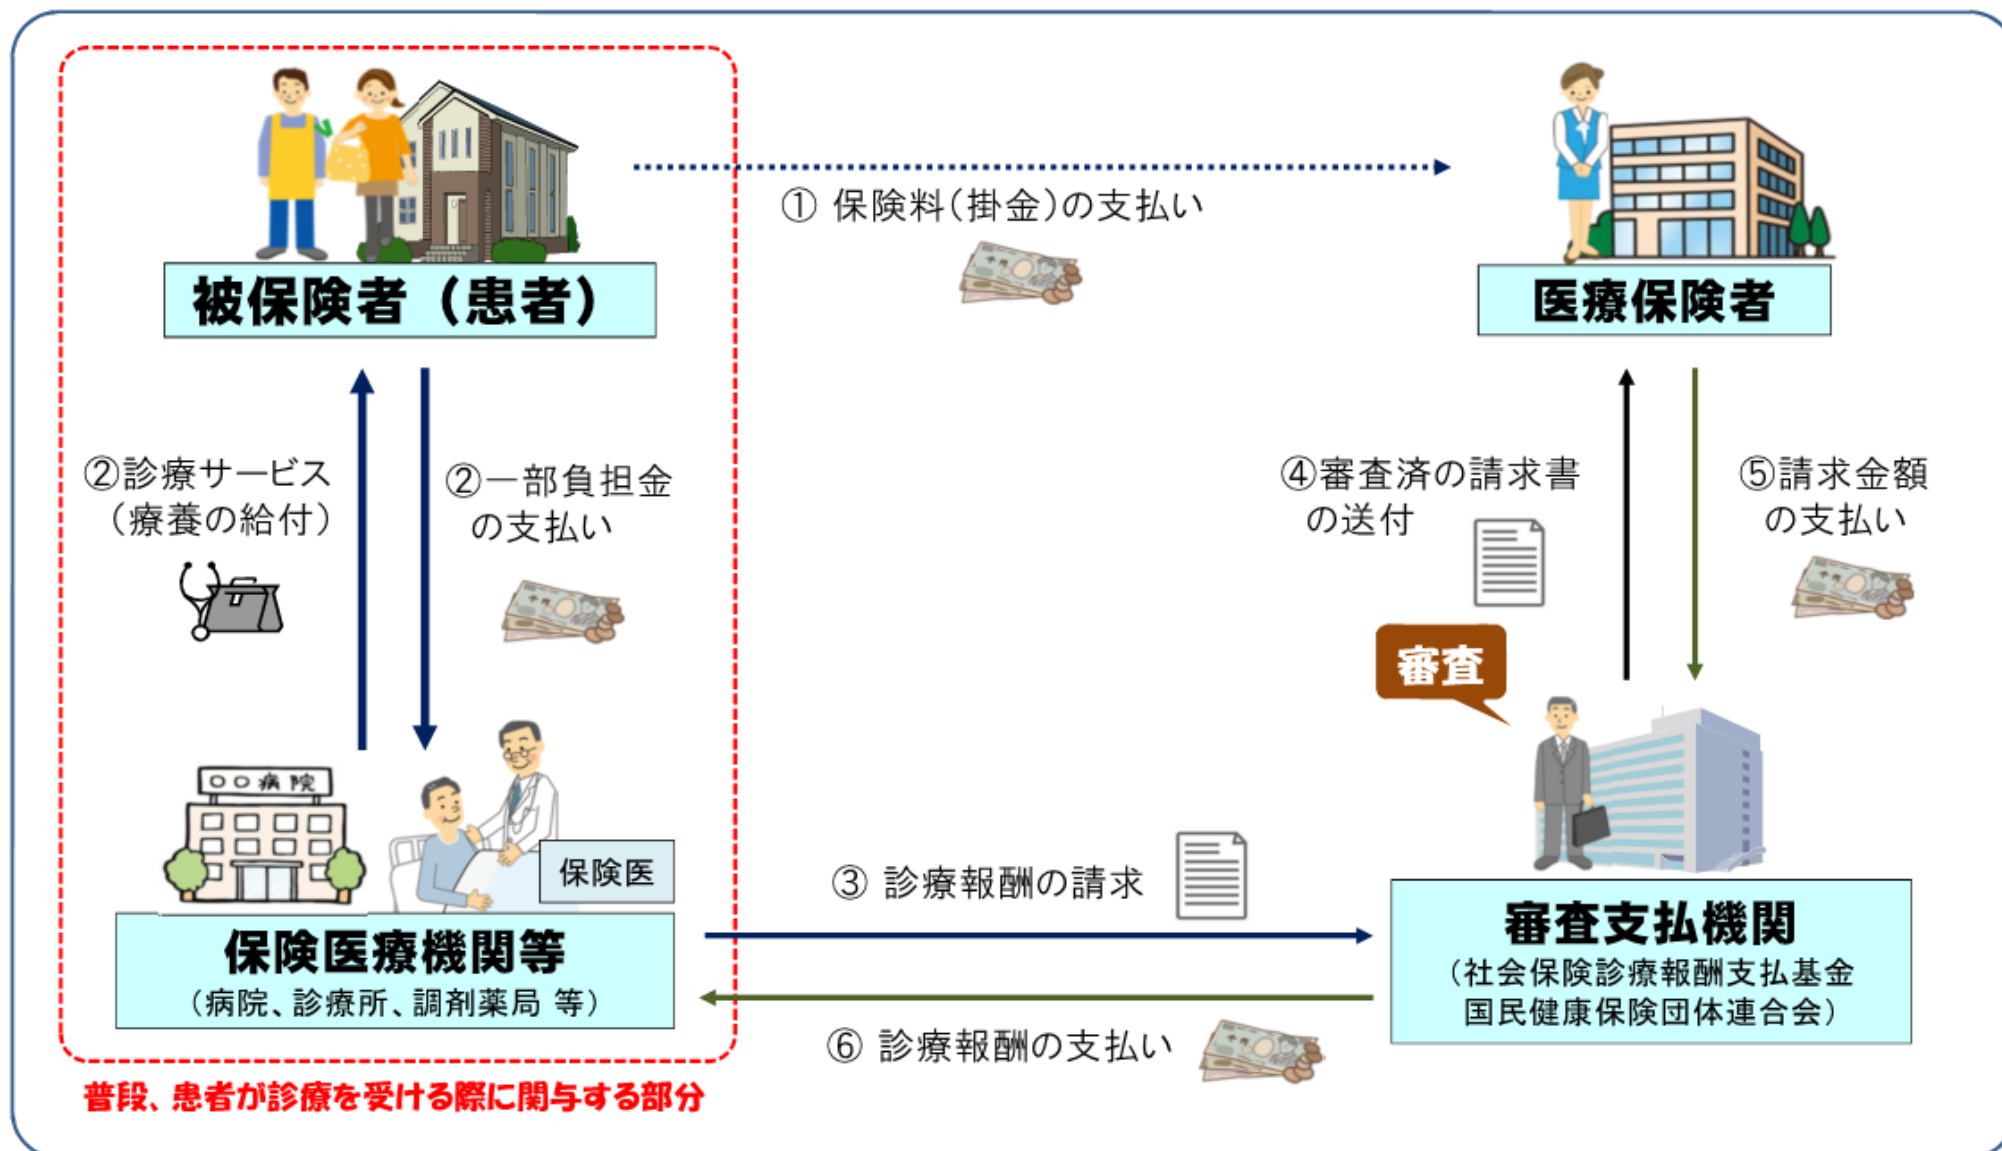 ① 保険料(掛金)の支払い
被保険者（患者）
医療保険者
②診療サービス
（療養の給付）
②一部負担金
の支払い
④審査済の請求書
の送付
⑤請求金額
の支払い
審査
○○病院
保険医
③ 診療報酬の請求
保険医療機関等
（病院、診療所、調剤薬局 等）
審査支払機関
（社会保険診療報酬支払基金
国民健康保険団体連合会）
⑥ 診療報酬の支払い
普段、患者が診療を受ける際に関与する部分